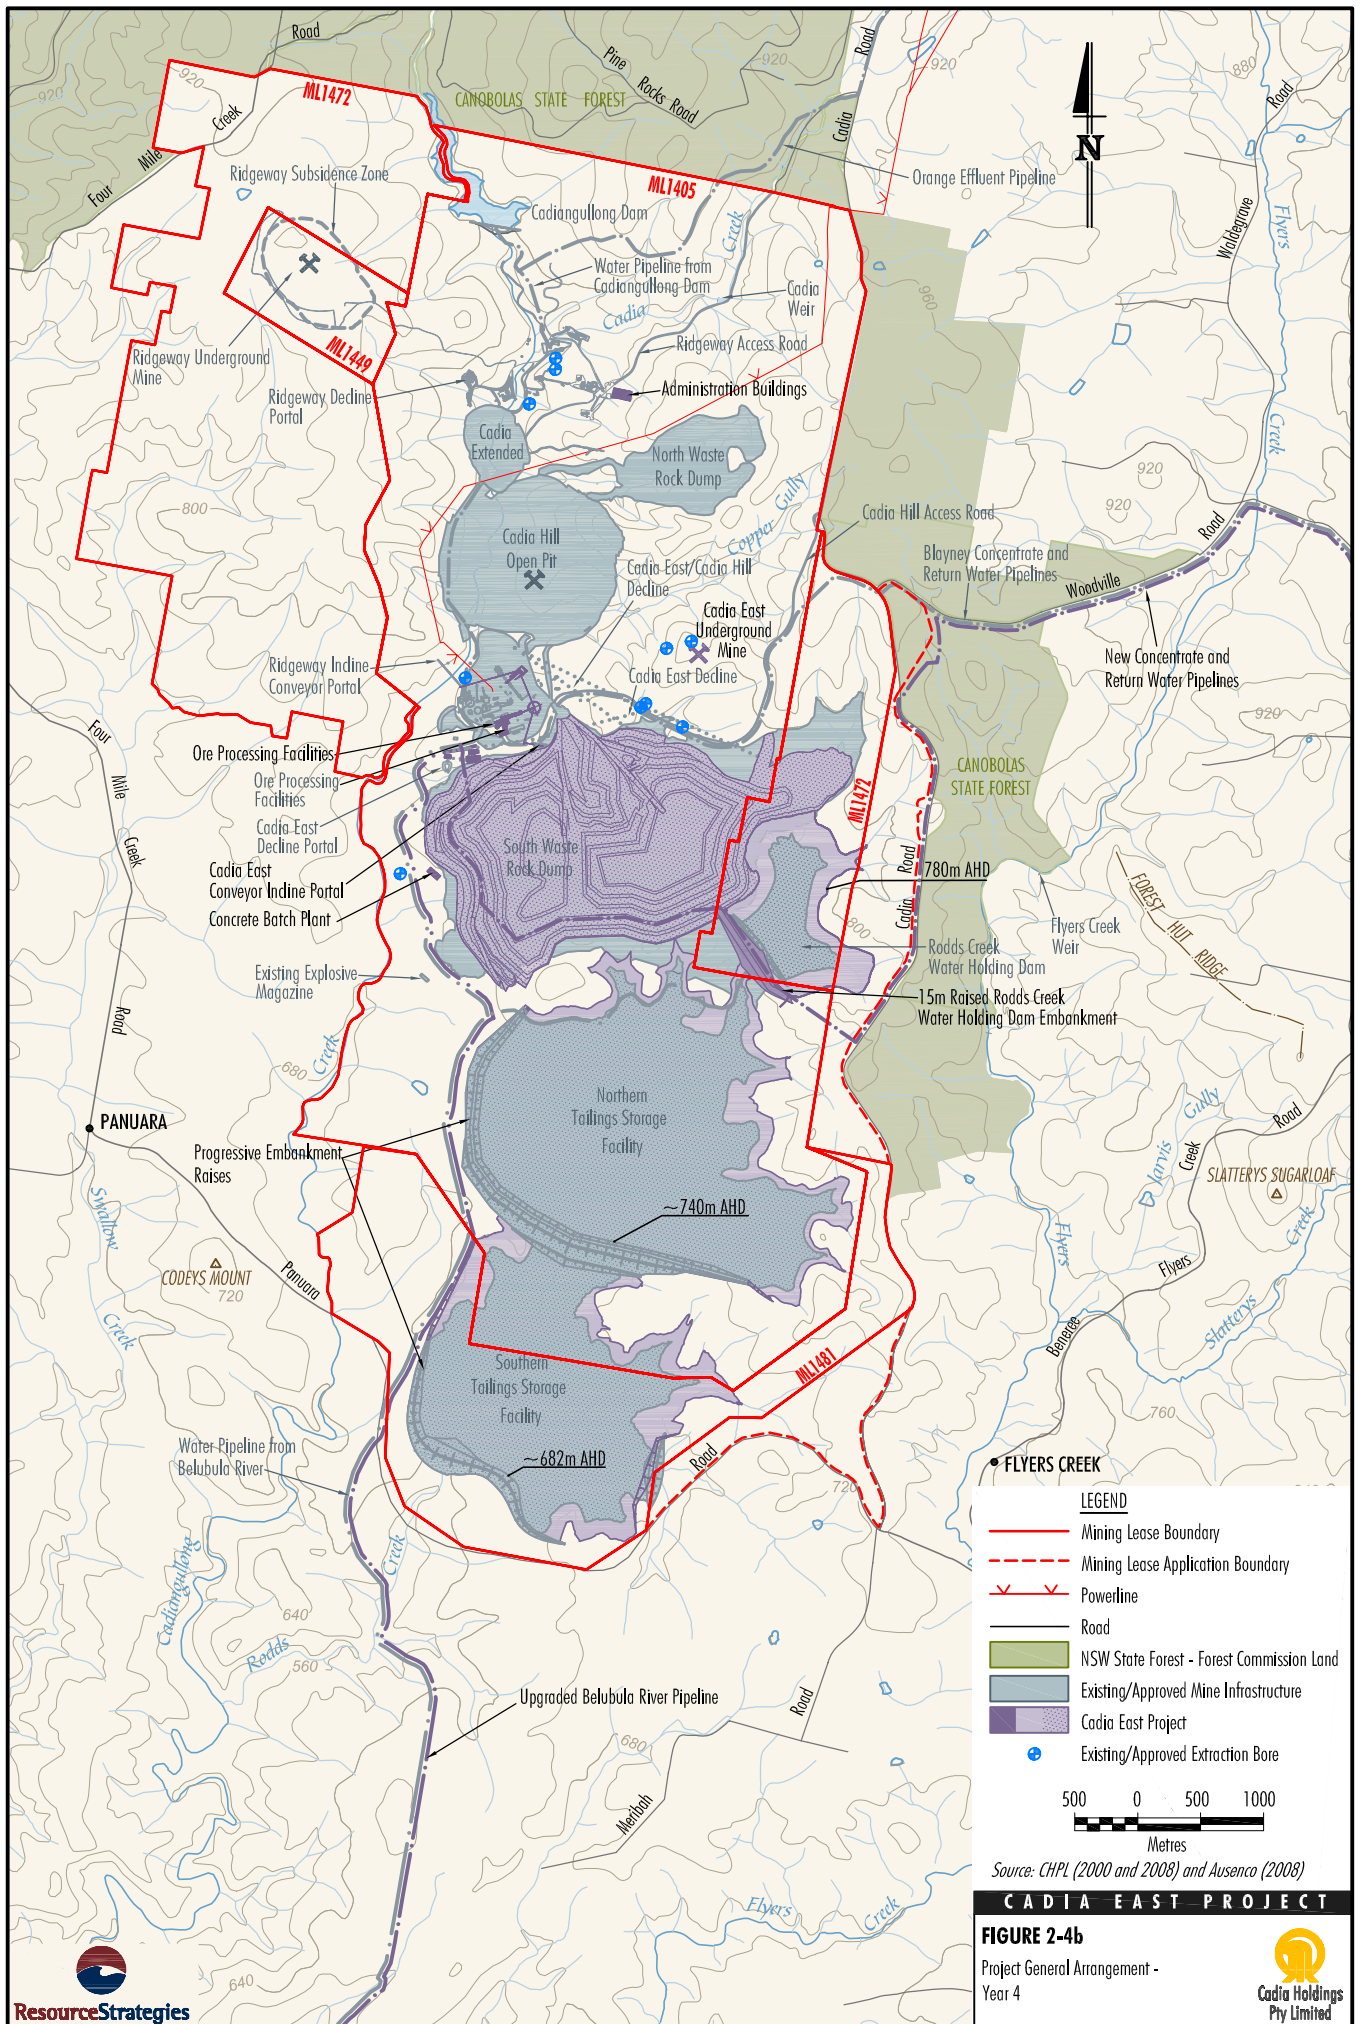 Road
920
920
920
ML1472
Creek
Mile
Four
CANOBOLAS STATE FOREST
Pine
Rocks Road
920
Road
Cadia
920
880
Road
N
Ridgeway Subsidence Zone
ML1405
Orange Effluent Pipeline
Cadiangullong Dam
Creek
Waldegrave
Flyers
Water Pipeline from
Cadiangullong Dam
Cadia
Weir
Cadia
960
Ridgeway Underground
Mine
ML1449
Ridgeway Access Road
Ridgeway Decline
Portal
Administration Buildings
Creek
Cadia
Extended
North Waste
Rock Dump
920
920
800
Copper Gully
Cadia Hill Access Road
Road
Cadia Hill
Open Pit
Cadia East/Cadia Hill
Decline
Blayney Concentrate and
Return Water Pipelines
Woodville
Cadia East
Underground
Mine
New Concentrate and
Return Water Pipelines
Ridgeway Incline
Conveyor Portal
Cadia East Decline
920
Four
Mile
Creek
Road
Ore Processing Facilities
Ore Processing
Facilities
CANOBOLAS
STATE FOREST
ML1472
Cadia East
Decline Portal
South Waste
Rock Dump
Road
Cadia
780m AHD
Cadia East
Conveyor Incline Portal
Concrete Batch Plant
800
FOREST HUT RIDGE
Flyers Creek
Weir
Rodds Creek
Water Holding Dam
Existing Explosive
Magazine
15m Raised Rodds Creek
Water Holding Dam Embankment
680
Creek
Northern
Tailings Storage
Facility
Gully
Jarvis
Road
Creek
PANUARA
Progressive Embankment
Raises
SLATTERYS SUGARLOAF
Swallow
Creek
~740m AHD
Flyers
Creek
Flyers
Slatterys
CODEYS MOUNT
720
Panuara
Beneree
Southern
Tailings Storage
Facility
ML1481
760
Water Pipeline from
Belubula River
~682m AHD
Road
720
FLYERS CREEK
Creek
Cadiangullong
640
Rodds
560
Upgraded Belubula River Pipeline
Road
680
Meribah
Flyers
Creek
640
LEGEND
Mining Lease Boundary
Mining Lease Application Boundary
Powerline
Road
NSW State Forest - Forest Commission Land
Existing/Approved Mine Infrastructure
Cadia East Project
Existing/Approved Extraction Bore
500 0 500 1000
Metres
Source: CHPL (2000 and 2008) and Ausenco (2008)
CADIA EAST PROJECT
FIGURE 2-4b
Project General Arrangement -
Year 4
Cadia Holdings
Pty Limited
ResourceStrategies